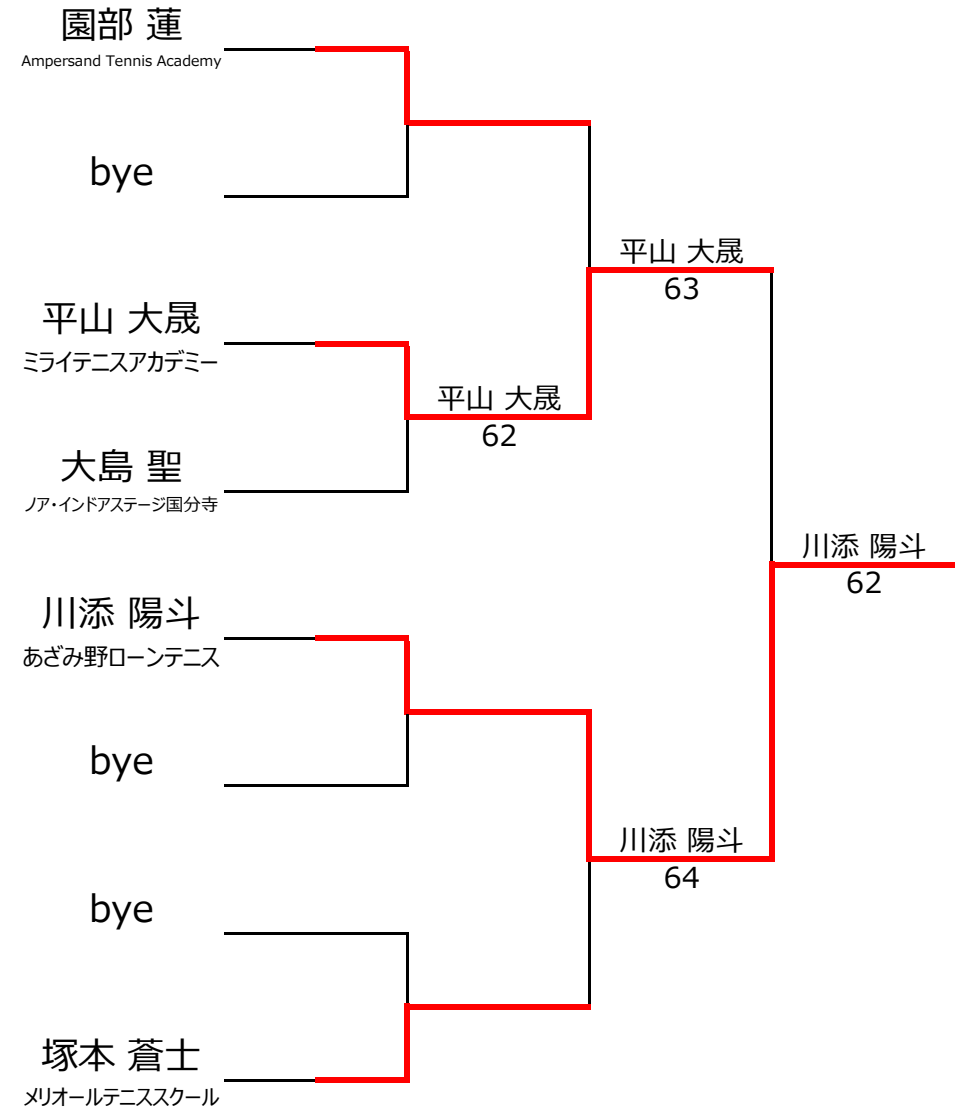 園部 蓮
Ampersand Tennis Academy
bye
平山 大晟
63
平山 大晟
ミライテニスアカデミー
平山 大晟
62
大島 聖
ノア・インドアステージ国分寺
川添 陽斗
62
川添 陽斗
あざみ野ローンテニス
bye
川添 陽斗
64
bye
塚本 蒼士
メリオールテニススクール